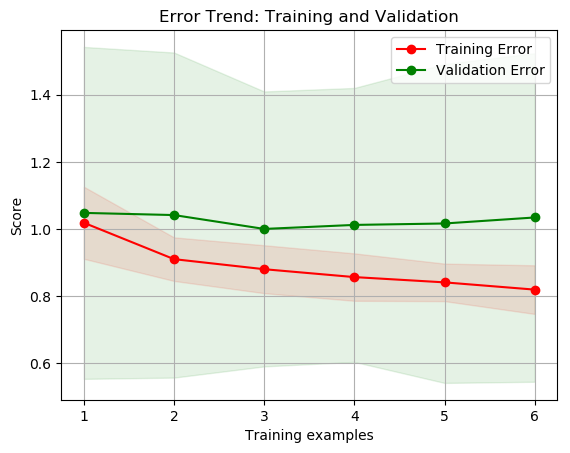 Error Trend: Training and Validation
Training Error
Validation Error
Score
1.4
1.2
1.0
0.8
0.6
1 2 3 4 5 6
Training examples